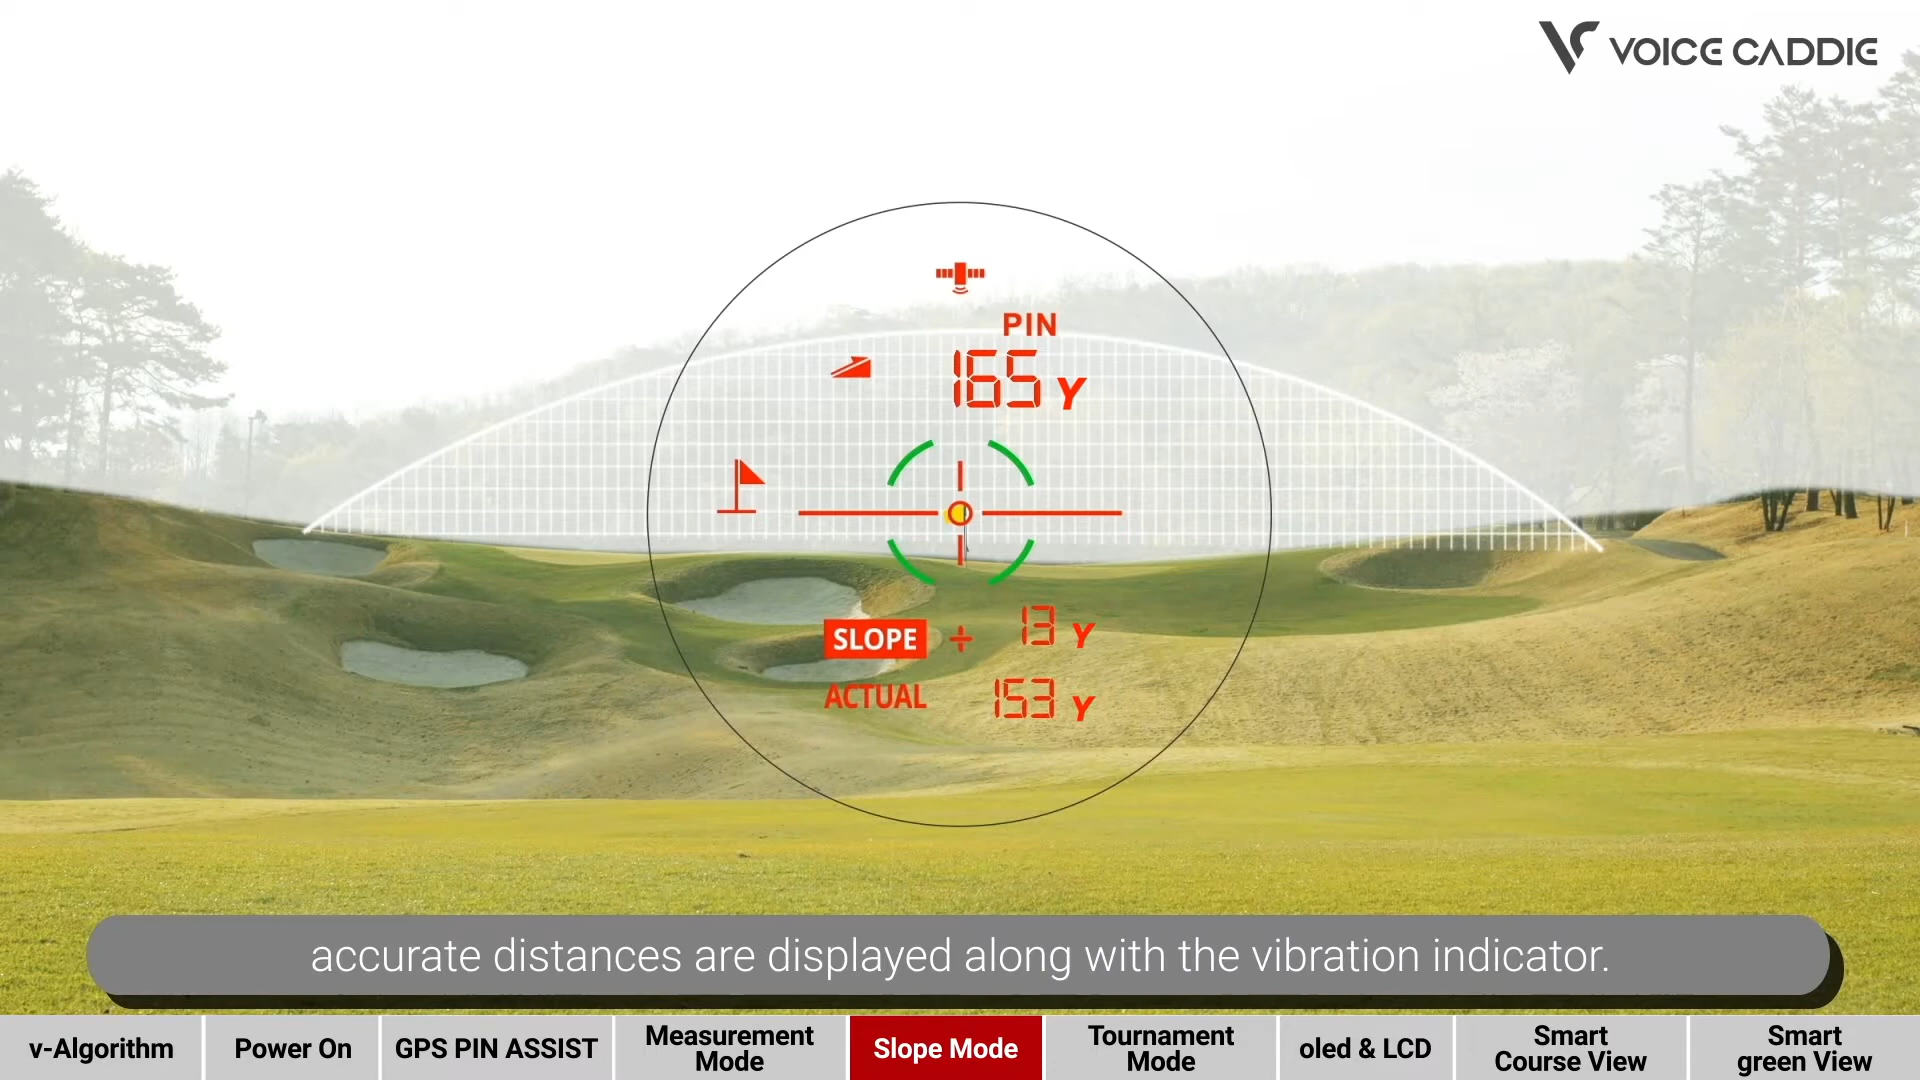 VOICE CADDIE
PIN
165 Y
SLOPE + 13 Y
ACTUAL 153 Y
accurate distances are displayed along with the vibration indicator.
v-Algorithm
Power On
GPS PIN ASSIST
Measurement
Mode
Slope Mode
Tournament
Mode
oled & LCD
Smart
Course View
Smart
green View